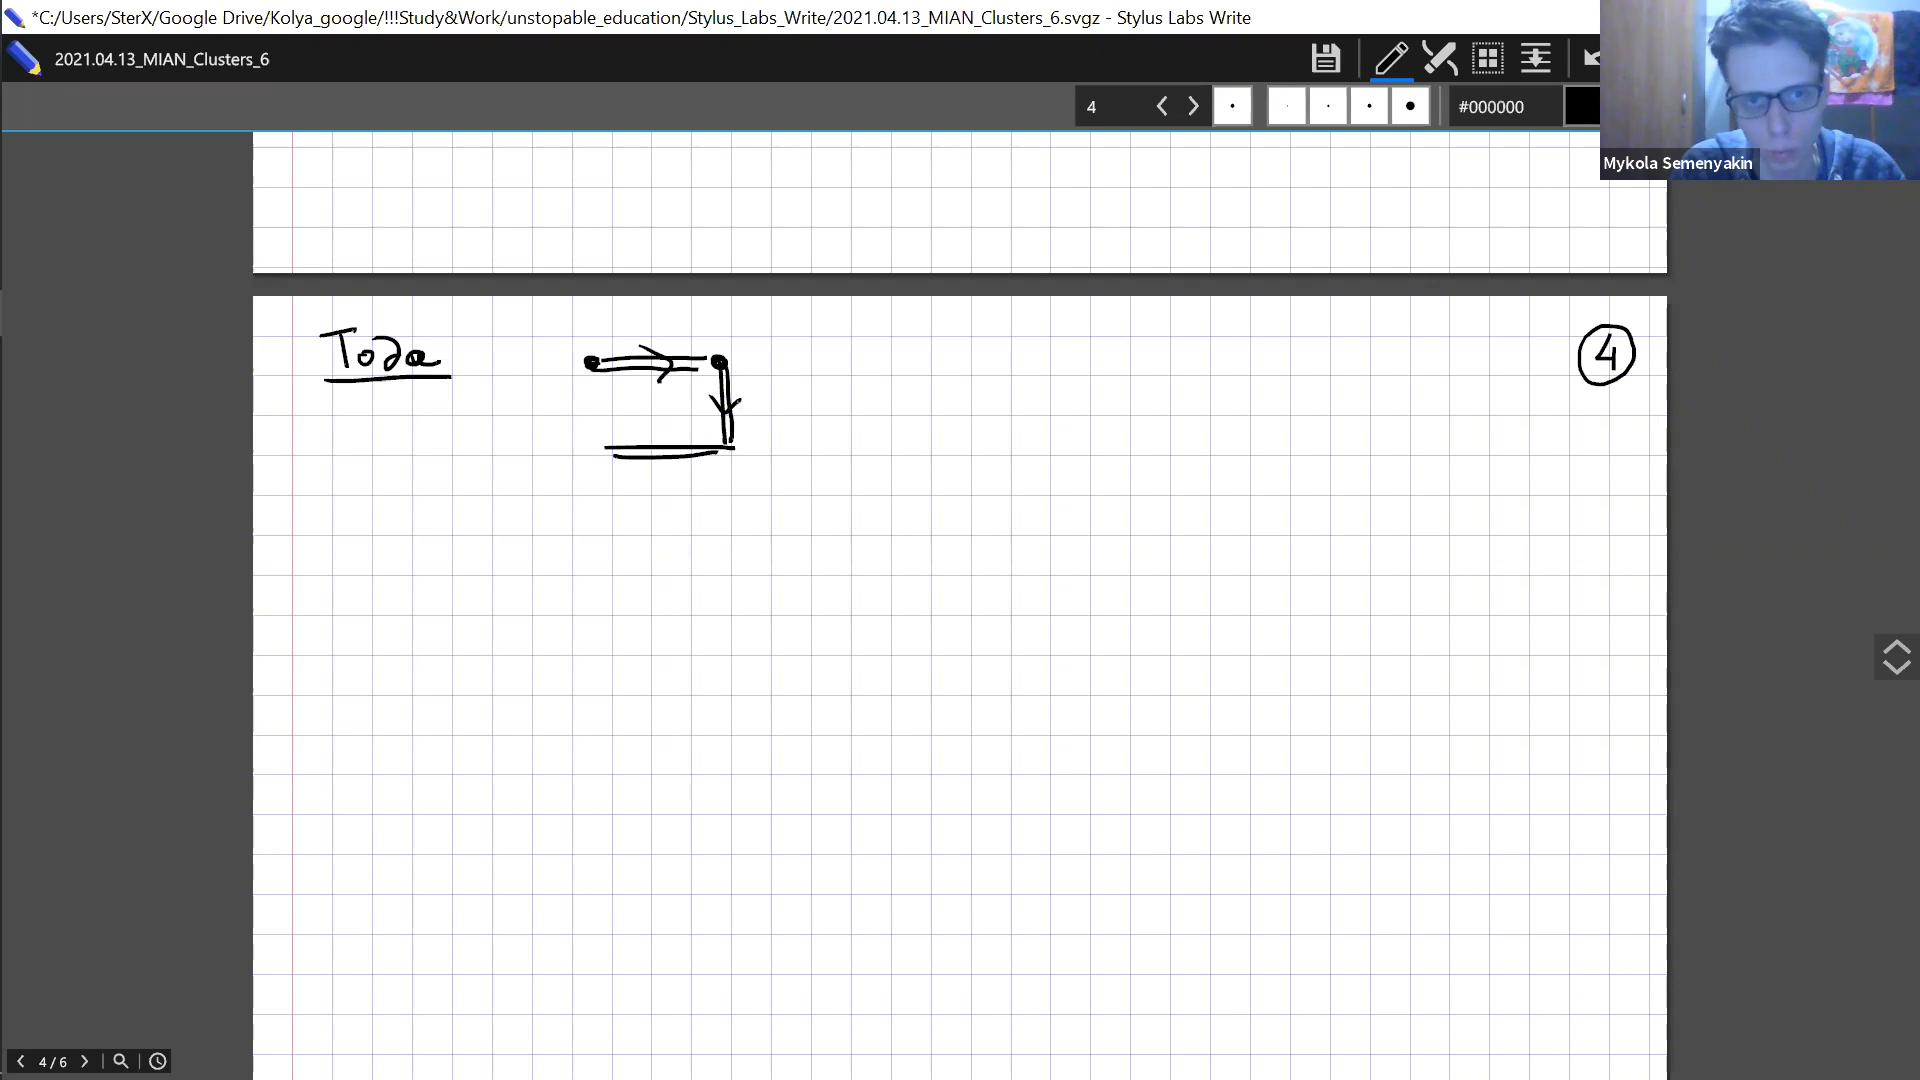 *C:/Users/SterX/Google Drive/Kolya_google/!!!Study&Work/unstopable_education/Stylus_Labs_Write/2021.04.13_MIAN_Clusters_6.svgz - Stylus Labs Write
2021.04.13_MIAN_Clusters_6
4
#000000
Mykola Semenyakin
Тода
4
4/6